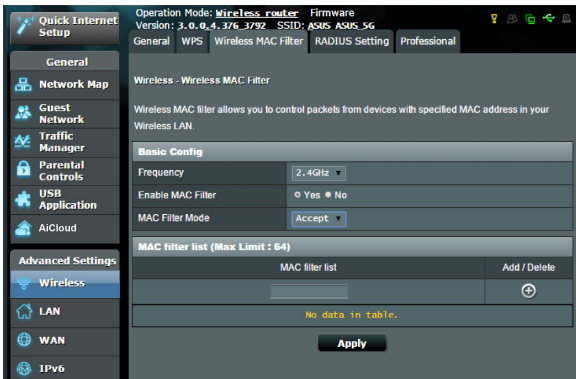 Quick Internet
Setup
Operation Mode: Wireless router Firmware
Version: 3.0.0.4.376_3792 SSID: ASUS ASUS_5G
General WPS Wireless MAC Filter RADIUS Setting Professional
General
Network Map
Guest
Network
Traffic
Manager
Parental
Controls
USB
Application
AiCloud
Advanced Settings
Wireless
LAN
WAN
IPv6
Wireless - Wireless MAC Filter
Wireless MAC filter allows you to control packets from devices with specified MAC address in your
Wireless LAN.
Basic Config
Frequency 2.4GHz
Enable MAC Filter Yes No
MAC Filter Mode Accept
MAC filter list (Max Limit : 64)
MAC filter list Add / Delete
No data in table.
Apply